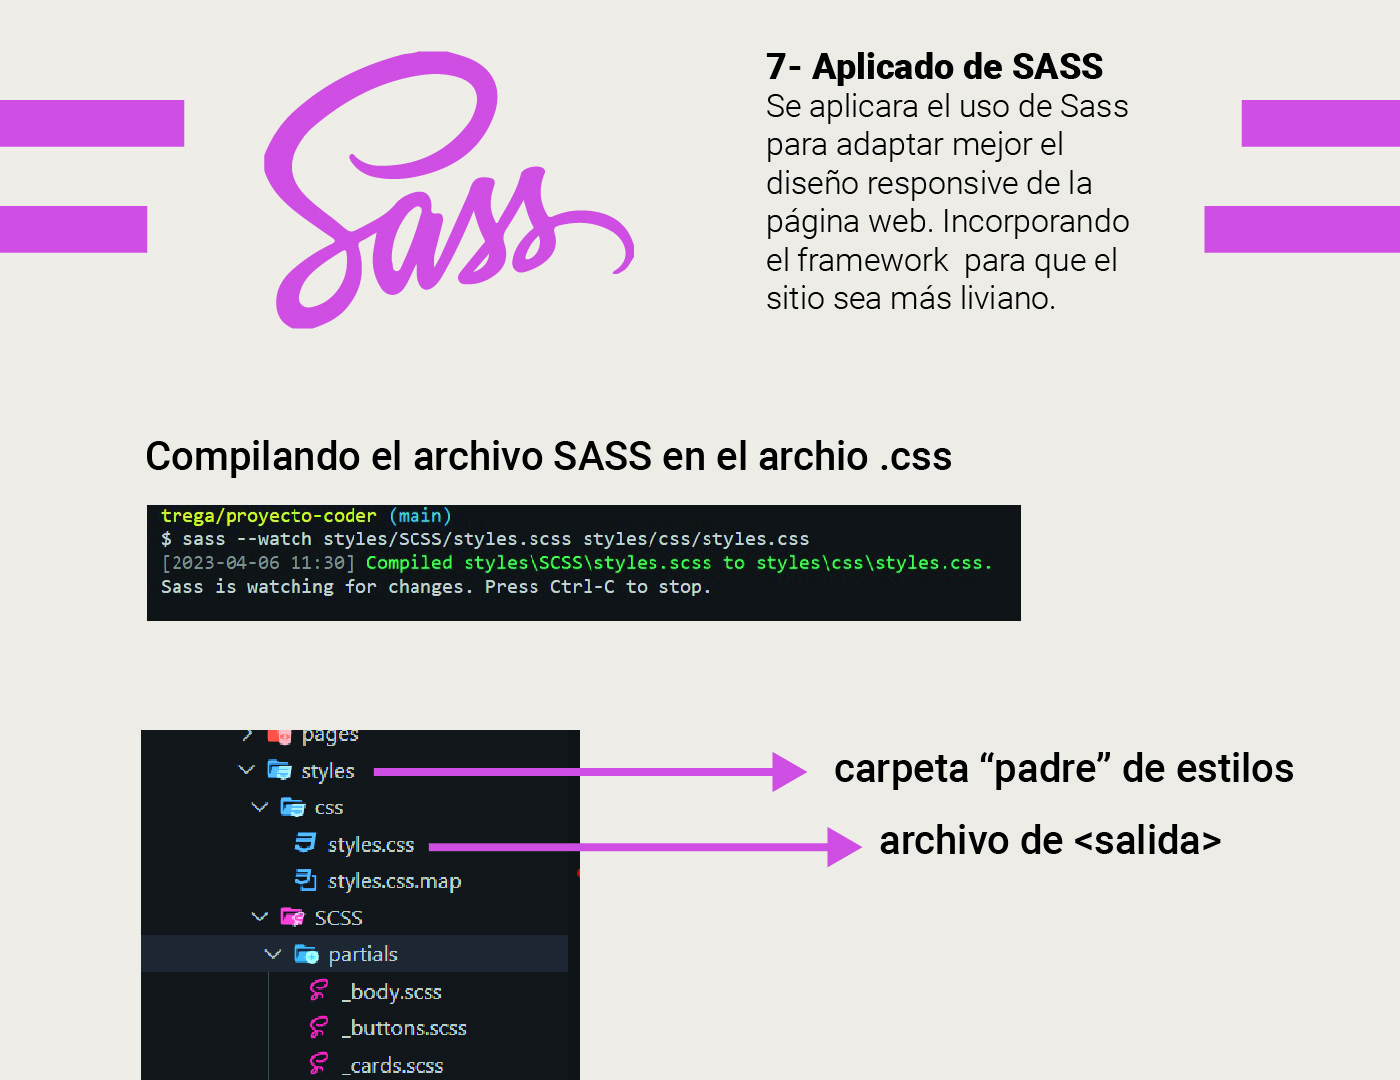 Sass
7- Aplicado de SASS
Se aplicara el uso de Sass
para adaptar mejor el
diseño responsive de la
página web. Incorporando
el framework  para que el
sitio sea más liviano.
Compilando el archivo SASS en el archio .css
trega/proyecto-coder (main)
$ sass --watch styles/SCSS/styles.scss styles/css/styles.css
[2023-04-06 11:30] Compiled styles\SCSS\styles.scss to styles\css\styles.css.
Sass is watching for changes. Press Ctrl-C to stop.
pages
styles
carpeta “padre” de estilos
css
styles.css
archivo de <salida>
styles.css.map
SCSS
partials
_body.scss
_buttons.scss
_cards.scss